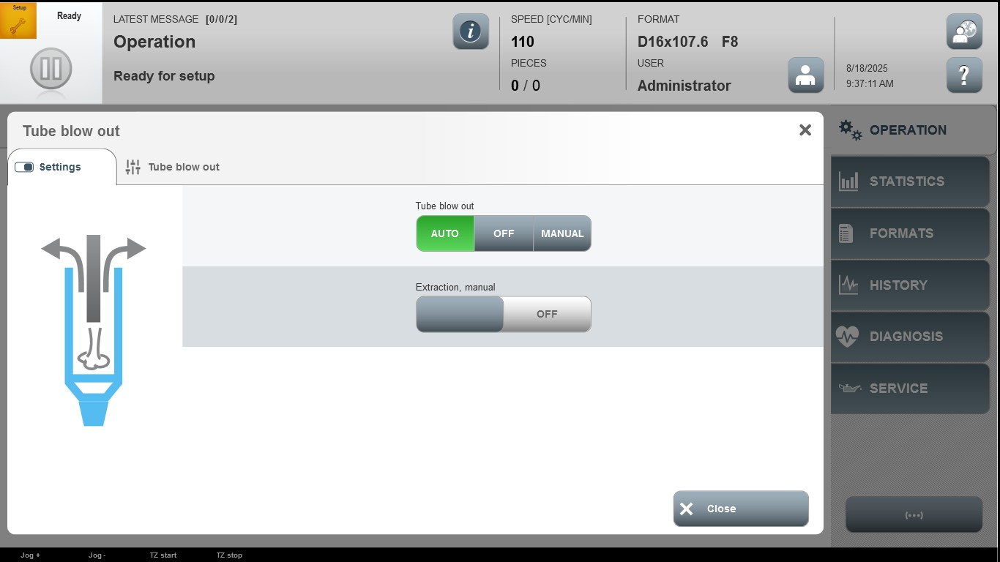 Setup
Ready
LATEST MESSAGE [0/0/2]
Operation
Ready for setup
i
SPEED [CYC/MIN]
110
PIECES
0 / 0
FORMAT
D16x107.6 F8
USER
Administrator
8/18/2025
9:37:11 AM
?
Tube blow out
Settings
Tube blow out
Tube blow out
AUTO OFF MANUAL
Extraction, manual
OFF
Close
OPERATION
STATISTICS
FORMATS
HISTORY
DIAGNOSIS
SERVICE
(•••)
Jog + Jog - TZ start TZ stop